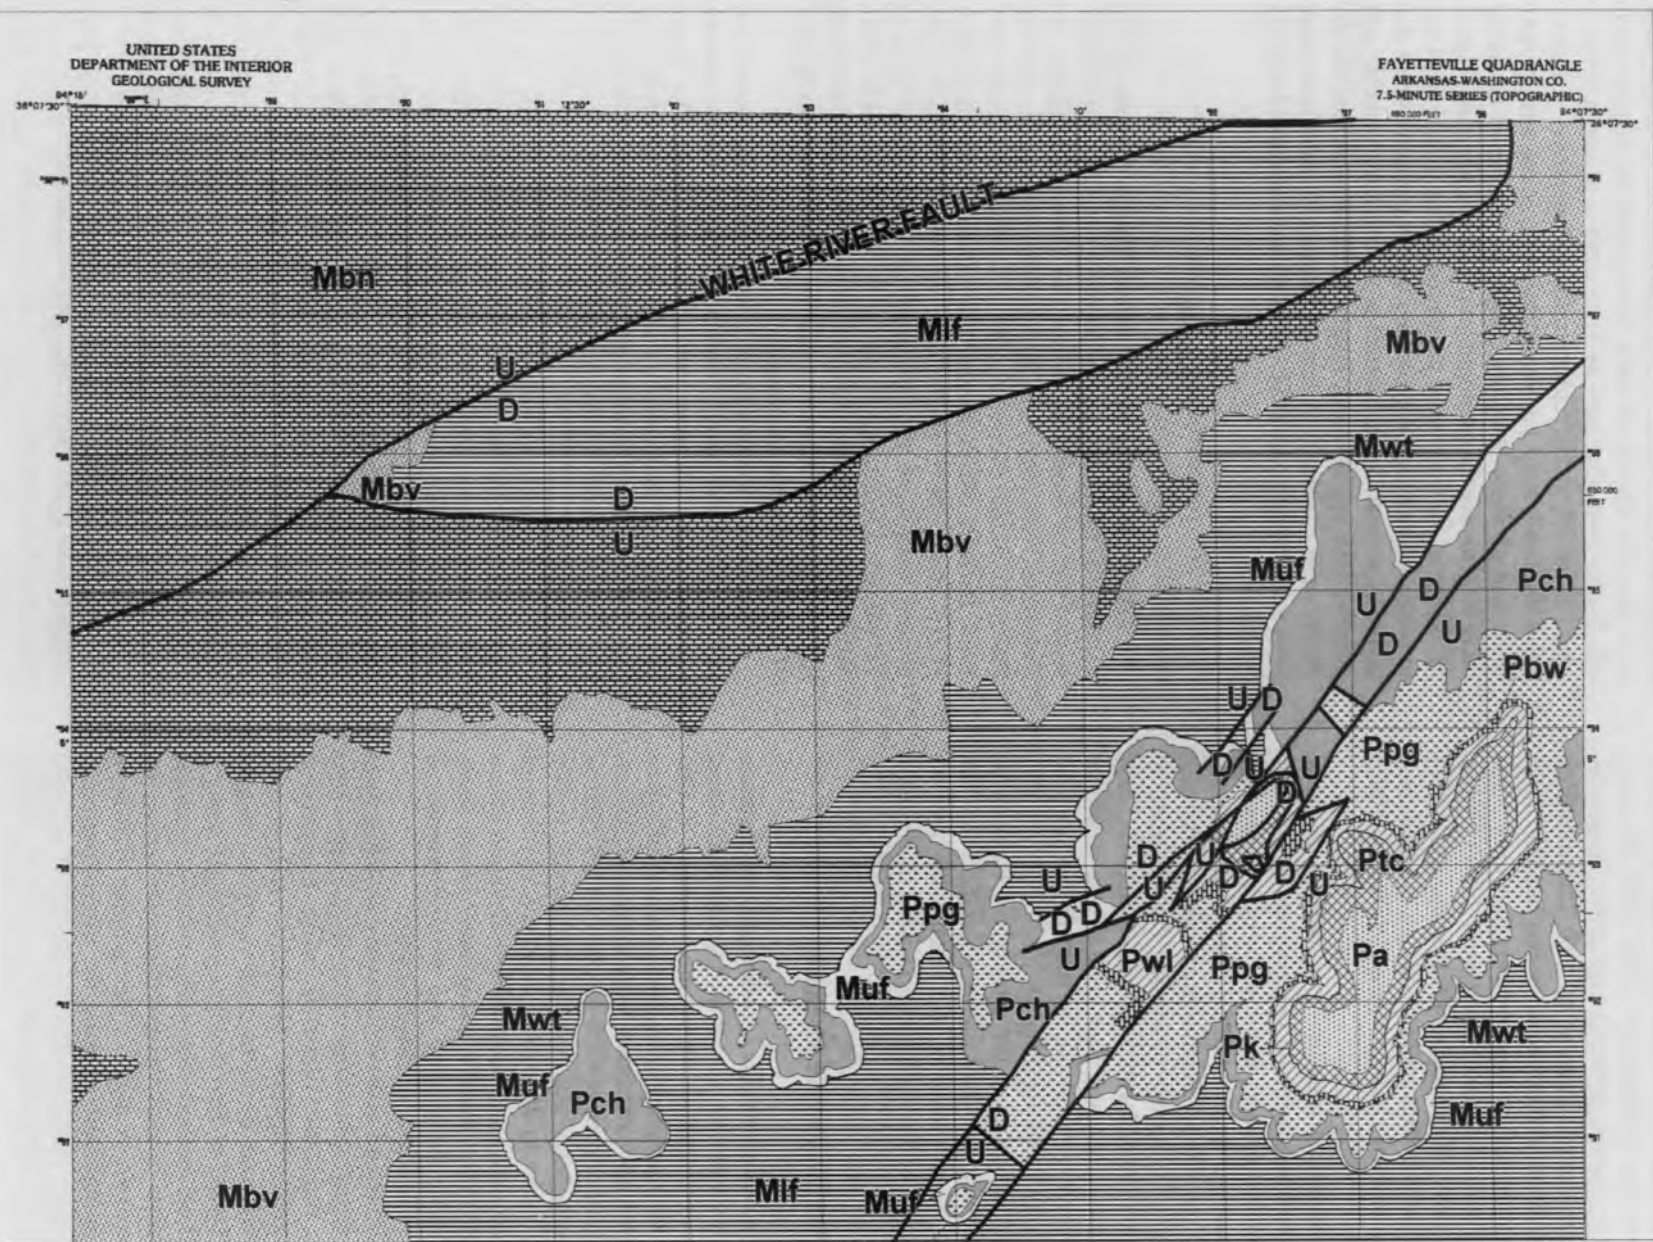 UNITED STATES
DEPARTMENT OF THE INTERIOR
GEOLOGICAL SURVEY
FAYETTEVILLE QUADRANGLE
ARKANSAS-WASHINGTON CO.
7.5-MINUTE SERIES (TOPOGRAPHIC)
12'30"
WHITE RIVER FAULT
Mbn
Mlf
Mbv
U
D
Mwt
Mbv
D
U
Mbv
Muf
Pch
U
D
D
U
Pbw
U D
Ppg
D U U
D
D U
Ptc
U
U
D
D
U
Ppg
D D
U
Pwl
Ppg
Pa
Muf
Pch
Mwt
Mwt
Pk
Muf
Pch
Muf
D
U
Mbv
Mlf
Muf